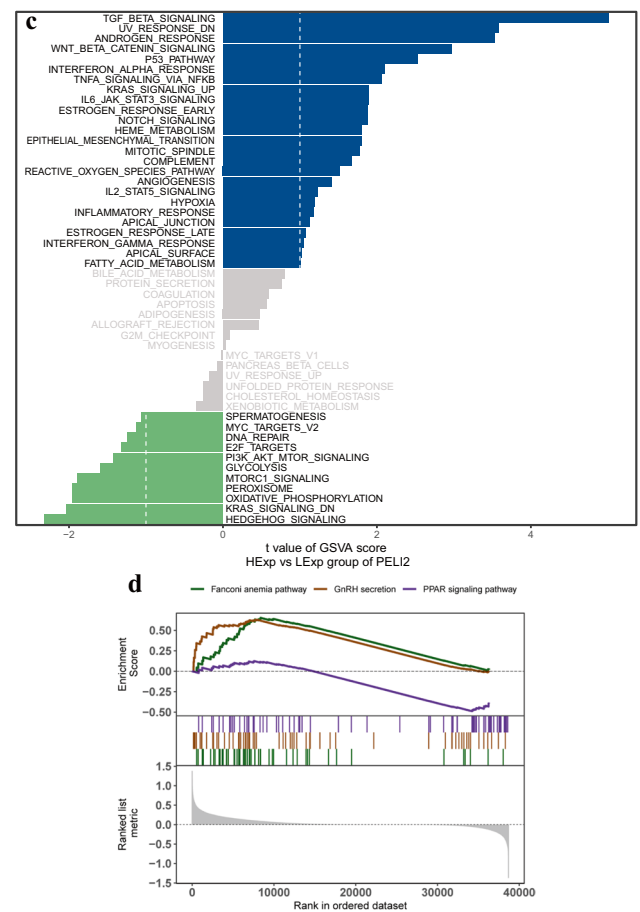 c
TGF_BETA_SIGNALING
UV_RESPONSE_DN
ANDROGEN_RESPONSE
WNT_BETA_CATENIN_SIGNALING
P53_PATHWAY
INTERFERON_ALPHA_RESPONSE
TNFA_SIGNALING_VIA_NFKB
KRAS_SIGNALING_UP
IL6_JAK_STAT3_SIGNALING
ESTROGEN_RESPONSE_EARLY
NOTCH_SIGNALING
HEME_METABOLISM
EPITHELIAL_MESENCHYMAL_TRANSITION
MITOTIC_SPINDLE
COMPLEMENT
REACTIVE_OXYGEN_SPECIES_PATHWAY
ANGIOGENESIS
IL2_STAT5_SIGNALING
HYPOXIA
INFLAMMATORY_RESPONSE
APICAL_JUNCTION
ESTROGEN_RESPONSE_LATE
INTERFERON_GAMMA_RESPONSE
APICAL_SURFACE
FATTY_ACID_METABOLISM
BILE_ACID_METABOLISM
PROTEIN_SECRETION
COAGULATION
APOPTOSIS
ADIPOGENESIS
ALLOGRAFT_REJECTION
G2M_CHECKPOINT
MYOGENESIS
MYC_TARGETS_V1
PANCREAS_BETA_CELLS
UV_RESPONSE_UP
UNFOLDED_PROTEIN_RESPONSE
CHOLESTEROL_HOMEOSTASIS
XENOBIOTIC_METABOLISM
SPERMATOGENESIS
MYC_TARGETS_V2
DNA_REPAIR
E2F_TARGETS
PI3K_AKT_MTOR_SIGNALING
GLYCOLYSIS
MTORC1_SIGNALING
PEROXISOME
OXIDATIVE_PHOSPHORYLATION
KRAS_SIGNALING_DN
HEDGEHOG_SIGNALING
−2 0 2 4
t value of GSVA score
HExp vs LExp group of PELI2
d
Fanconi anemia pathway GnRH secretion PPAR signaling pathway
Enrichment
Score
0.50
0.25
0.00
−0.25
−0.50
Ranked list
metric
1.5
1.0
0.5
0.0
−0.5
−1.0
−1.5
0 10000 20000 30000 40000
Rank in ordered dataset